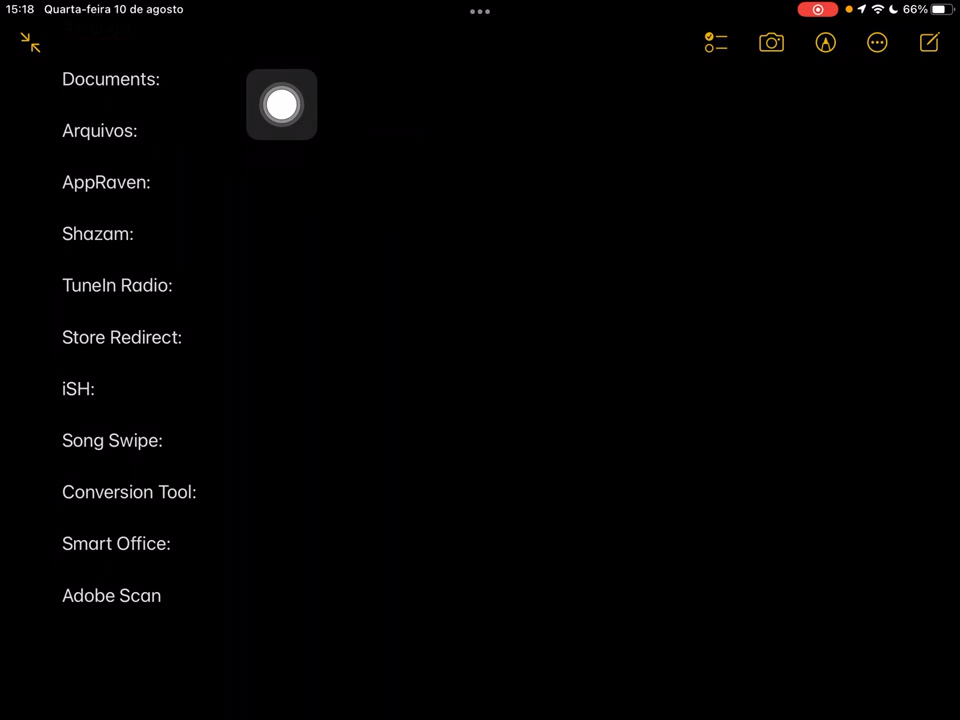 15:18 Quarta-feira 10 de agosto 66%
Documents:
Arquivos:
AppRaven:
Shazam:
TuneIn Radio:
Store Redirect:
iSH:
Song Swipe:
Conversion Tool:
Smart Office:
Adobe Scan